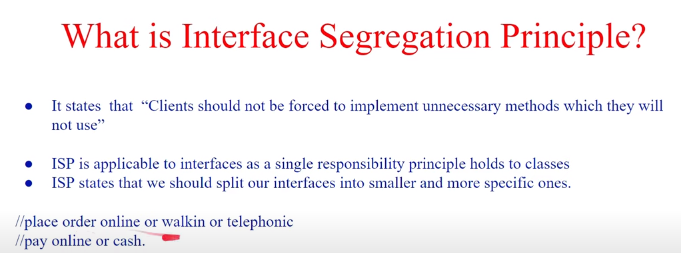 What is Interface Segregation Principle?
● It states that “Clients should not be forced to implement unnecessary methods which they will
not use”
● ISP is applicable to interfaces as a single responsibility principle holds to classes
● ISP states that we should split our interfaces into smaller and more specific ones.
//place order online or walkin or telephonic
//pay online or cash.